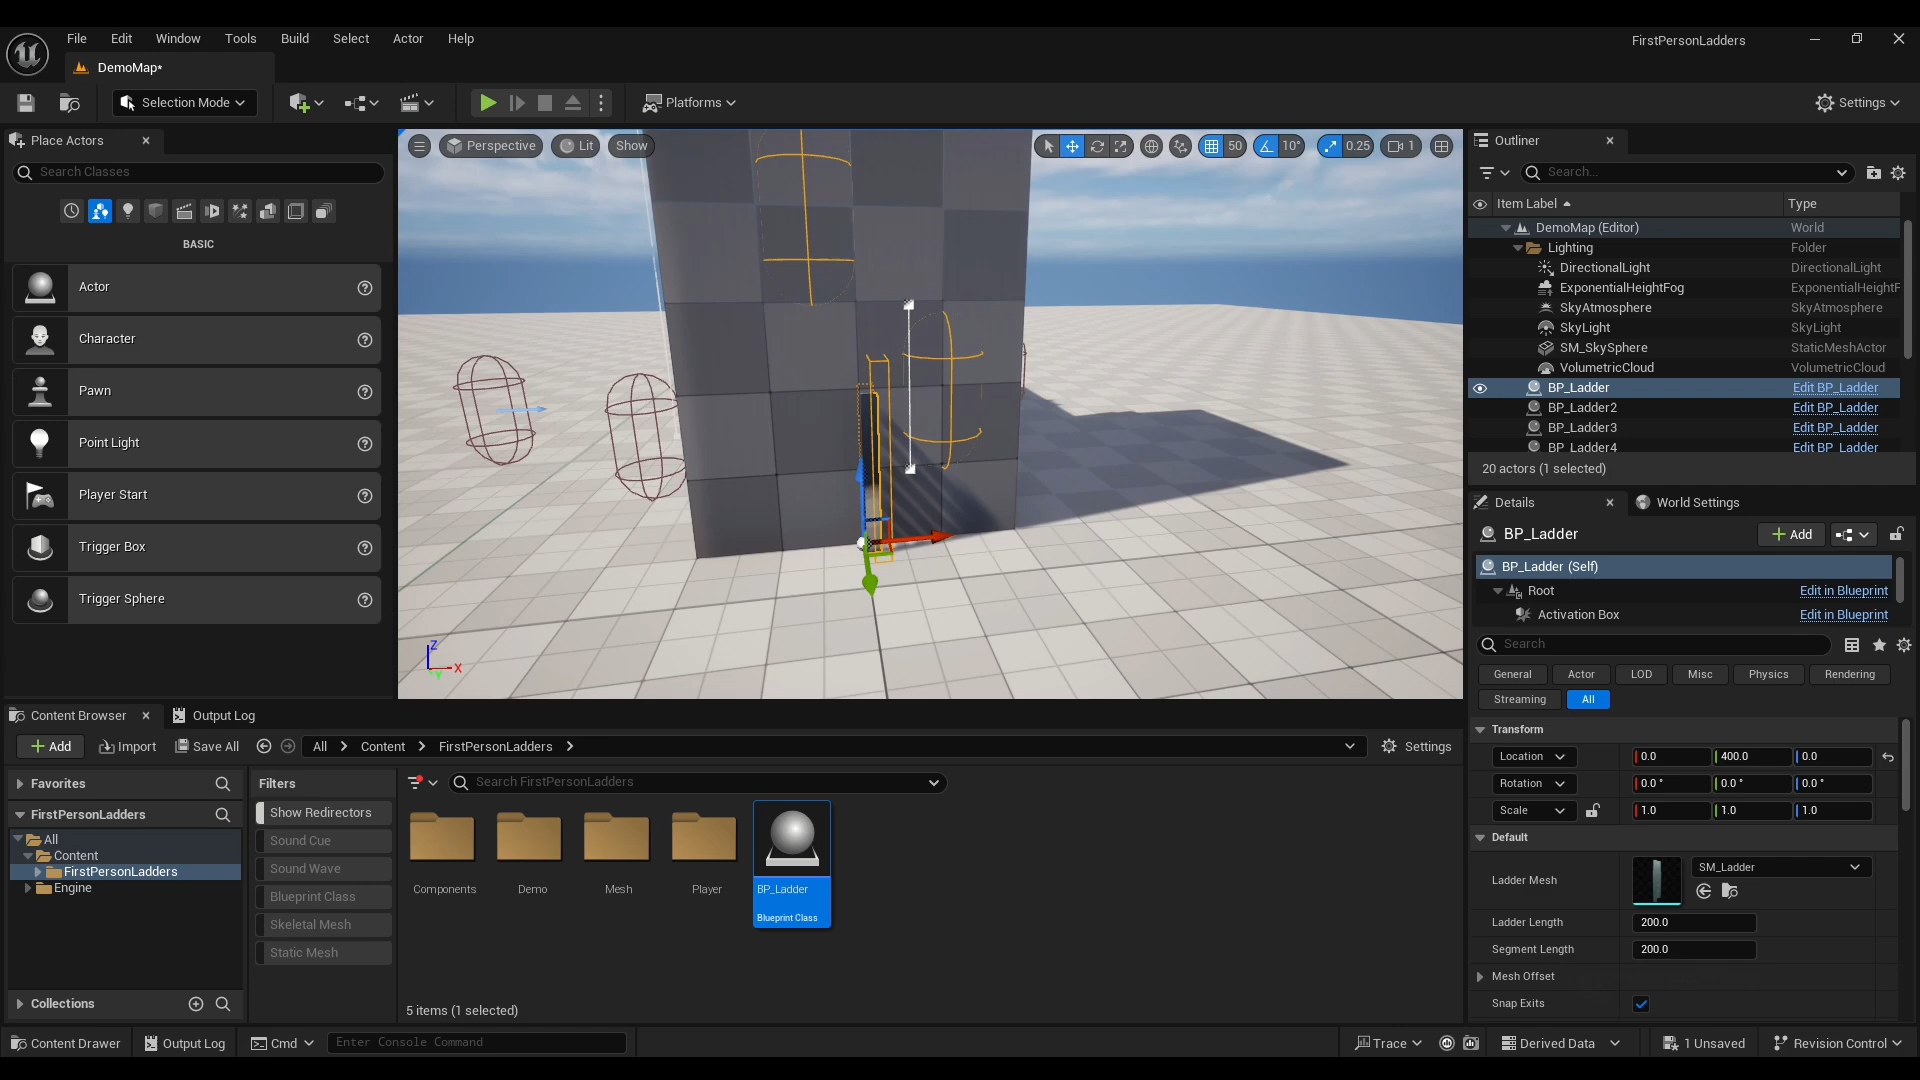 File Edit Window Tools Build Select Actor Help
FirstPersonLadders
DemoMap*
Selection Mode
Platforms
Settings
Place Actors
Search Classes
BASIC
Actor
Character
Pawn
Point Light
Player Start
Trigger Box
Trigger Sphere
Perspective Lit Show
50 10° 0.25 1
Z
X
Y
Outliner
Search...
Item Label Type
DemoMap (Editor) World
Lighting Folder
DirectionalLight DirectionalLight
ExponentialHeightFog ExponentialHeightF
SkyAtmosphere SkyAtmosphere
SkyLight SkyLight
SM_SkySphere StaticMeshActor
VolumetricCloud VolumetricCloud
BP_Ladder Edit BP_Ladder
BP_Ladder2 Edit BP_Ladder
BP_Ladder3 Edit BP_Ladder
BP_Ladder4 Edit BP_Ladder
20 actors (1 selected)
Details World Settings
BP_Ladder Add
BP_Ladder (Self)
Root Edit in Blueprint
Activation Box Edit in Blueprint
Search
General Actor LOD Misc Physics Rendering
Streaming All
Transform
Location 0.0 400.0 0.0
Rotation 0.0 ° 0.0 ° 0.0 °
Scale 1.0 1.0 1.0
Default
Ladder Mesh SM_Ladder
Ladder Length 200.0
Segment Length 200.0
Mesh Offset
Snap Exits
Content Browser Output Log
Add Import Save All All Content FirstPersonLadders Settings
Favorites
FirstPersonLadders
All
Content
FirstPersonLadders
Engine
Collections
Filters
Show Redirectors
Sound Cue
Sound Wave
Blueprint Class
Skeletal Mesh
Static Mesh
Search FirstPersonLadders
Components Demo Mesh Player BP_Ladder
Blueprint Class
5 items (1 selected)
Content Drawer Output Log Cmd Enter Console Command Trace Derived Data 1 Unsaved Revision Control